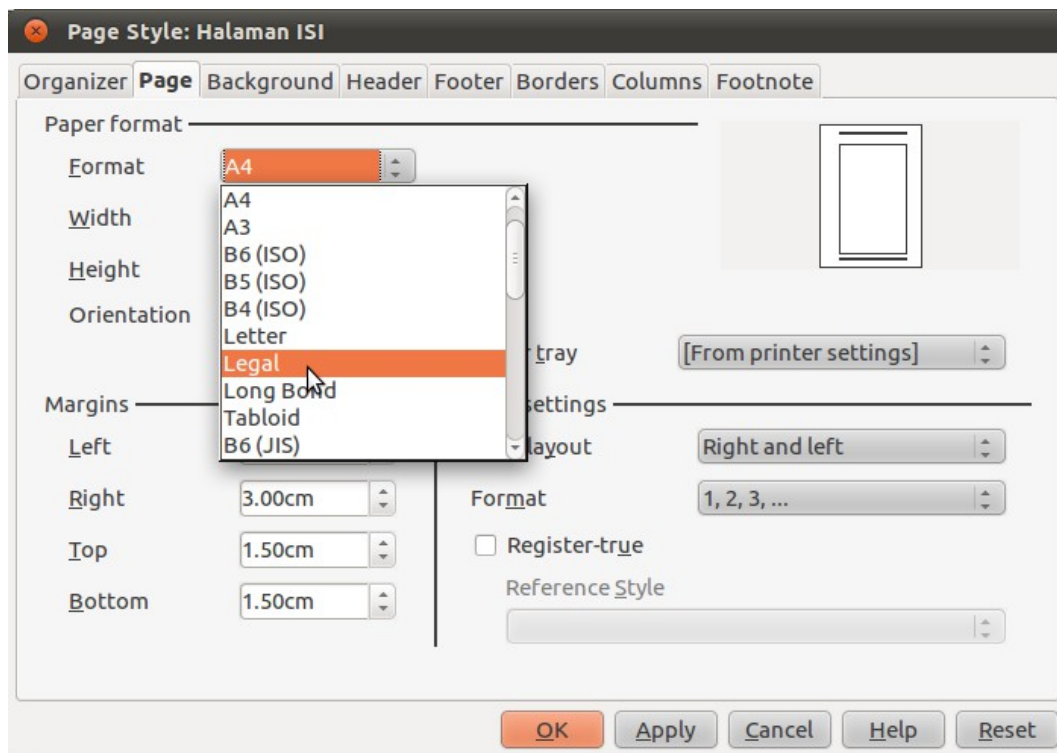 Page Style: Halaman ISI
Organizer Page Background Header Footer Borders Columns Footnote
Paper format
Format A4
A4
A3
B6 (ISO)
B5 (ISO)
B4 (ISO)
Letter
Legal
Long Bond
Tabloid
B6 (JIS)
Width
Height
Orientation
tray [From printer settings]
Margins
settings
Left
layout Right and left
Right 3.00cm
Format 1, 2, 3, ...
Top 1.50cm
Register-true
Bottom 1.50cm
Reference Style
OK Apply Cancel Help Reset